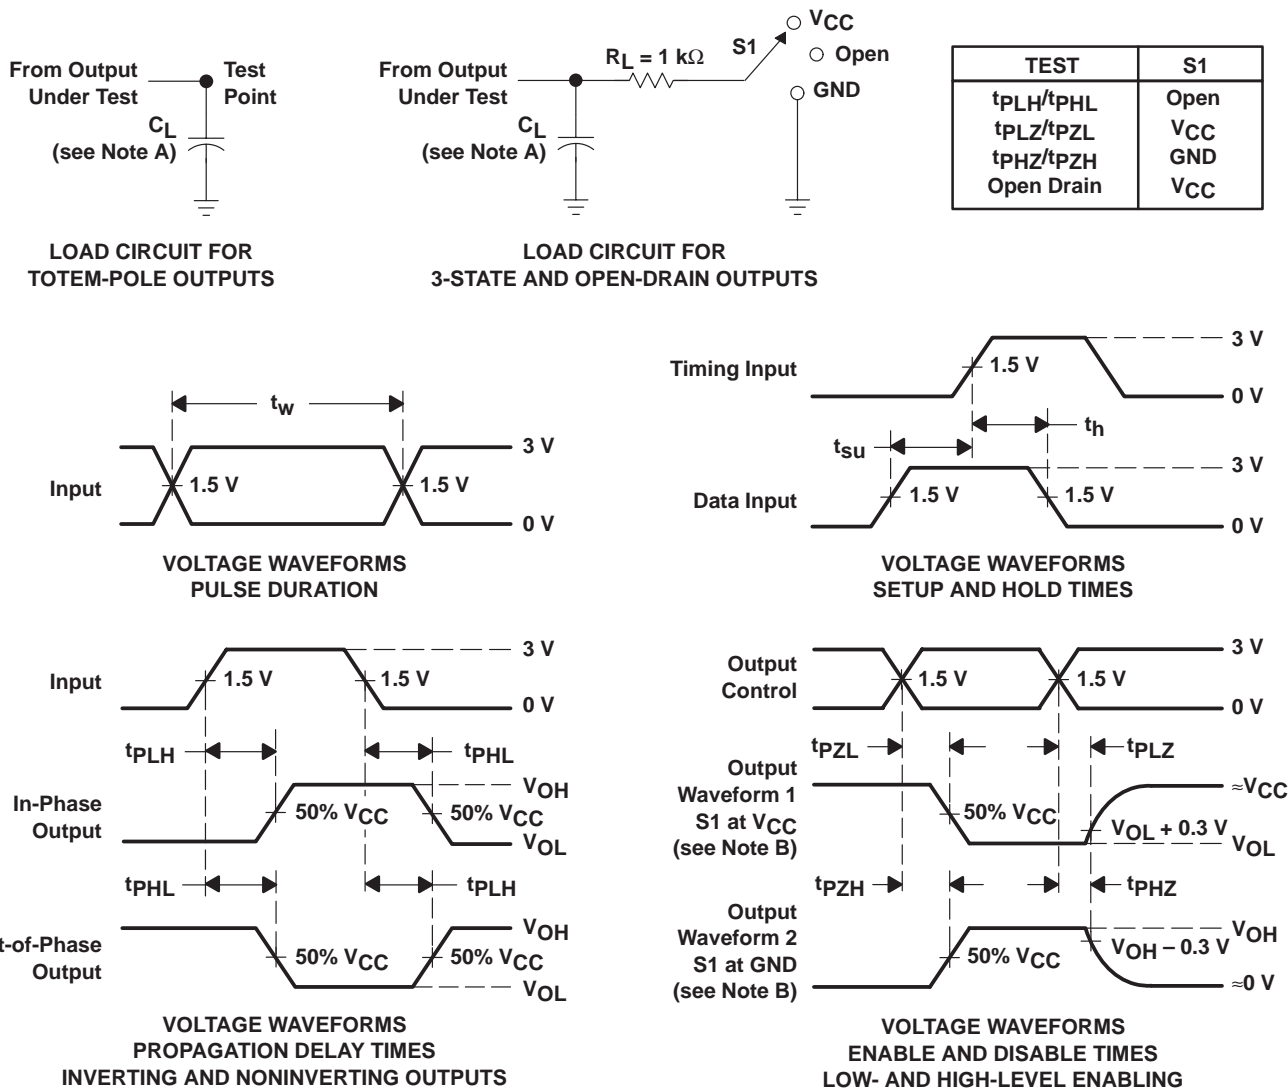 From Output
Under Test
Test
Point
CL
(see Note A)
LOAD CIRCUIT FOR
TOTEM-POLE OUTPUTS
From Output
Under Test
RL = 1 kΩ
S1
VCC
Open
GND
CL
(see Note A)
LOAD CIRCUIT FOR
3-STATE AND OPEN-DRAIN OUTPUTS
TEST S1
tPLH/tPHL Open
tPLZ/tPZL VCC
tPHZ/tPZH GND
Open Drain VCC
tw
Input
1.5 V
1.5 V
3 V
0 V
VOLTAGE WAVEFORMS
PULSE DURATION
Timing Input
1.5 V
3 V
0 V
tsu
th
Data Input
1.5 V
1.5 V
3 V
0 V
VOLTAGE WAVEFORMS
SETUP AND HOLD TIMES
Input
1.5 V
1.5 V
3 V
0 V
tPLH
tPHL
In-Phase
Output
50% VCC
50% VCC
VOH
VOL
tPHL
tPLH
t-of-Phase
Output
50% VCC
50% VCC
VOH
VOL
VOLTAGE WAVEFORMS
PROPAGATION DELAY TIMES
INVERTING AND NONINVERTING OUTPUTS
Output
Control
1.5 V
1.5 V
3 V
0 V
tPZL
tPLZ
Output
Waveform 1
S1 at VCC
(see Note B)
50% VCC
≈VCC
VOL + 0.3 V
VOL
tPZH
tPHZ
Output
Waveform 2
S1 at GND
(see Note B)
50% VCC
VOH
VOH – 0.3 V
≈0 V
VOLTAGE WAVEFORMS
ENABLE AND DISABLE TIMES
LOW- AND HIGH-LEVEL ENABLING